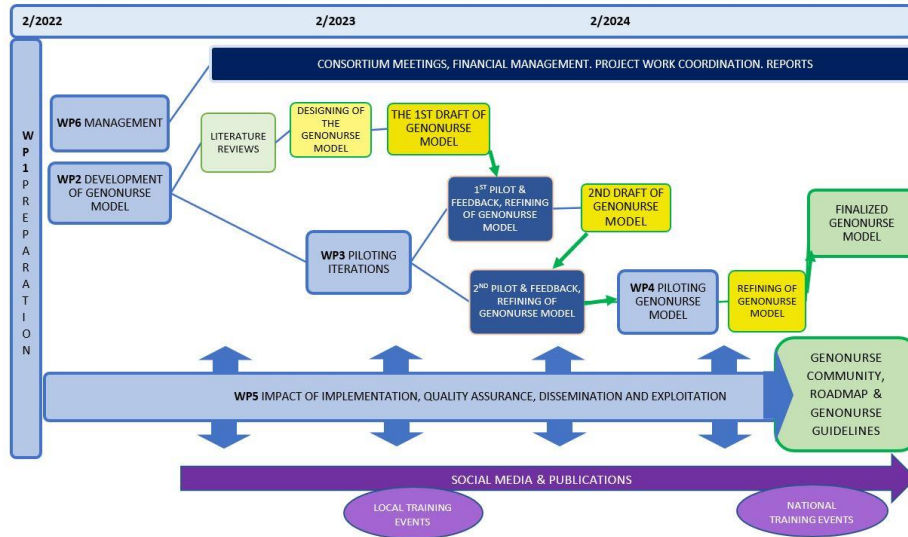 2/2022
2/2023
2/2024
WP1 PREPARATION
CONSORTIUM MEETINGS, FINANCIAL MANAGEMENT. PROJECT WORK COORDINATION. REPORTS
WP6 MANAGEMENT
LITERATURE
REVIEWS
DESIGNING OF
THE
GENONURSE
MODEL
THE 1ST DRAFT OF
GENONURSE
MODEL
WP2 DEVELOPMENT
OF GENONURSE
MODEL
1ST PILOT &
FEEDBACK, REFINING
OF GENONURSE
MODEL
2ND DRAFT OF
GENONURSE
MODEL
FINALIZED
GENONURSE
MODEL
WP3 PILOTING
ITERATIONS
2ND PILOT & FEEDBACK,
REFINING OF
GENONURSE MODEL
WP4 PILOTING
GENONURSE
MODEL
REFINING OF
GENONURSE
MODEL
WP5 IMPACT OF IMPLEMENTATION, QUALITY ASSURANCE, DISSEMINATION AND EXPLOITATION
GENONURSE
COMMUNITY,
ROADMAP &
GENONURSE
GUIDELINES
SOCIAL MEDIA & PUBLICATIONS
LOCAL TRAINING
EVENTS
NATIONAL
TRAINING EVENTS